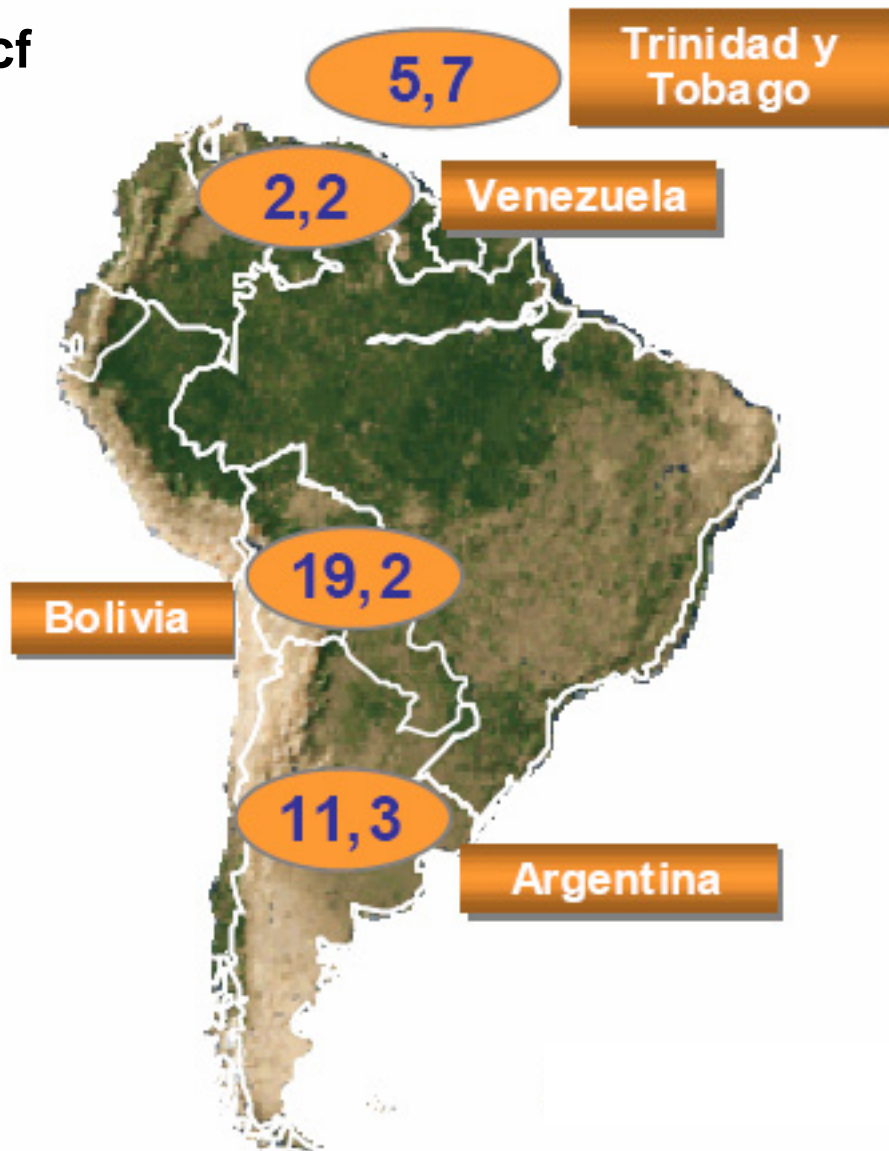 cf
5,7
Trinidad y
Tobago
2,2
Venezuela
19,2
Bolivia
11,3
Argentina